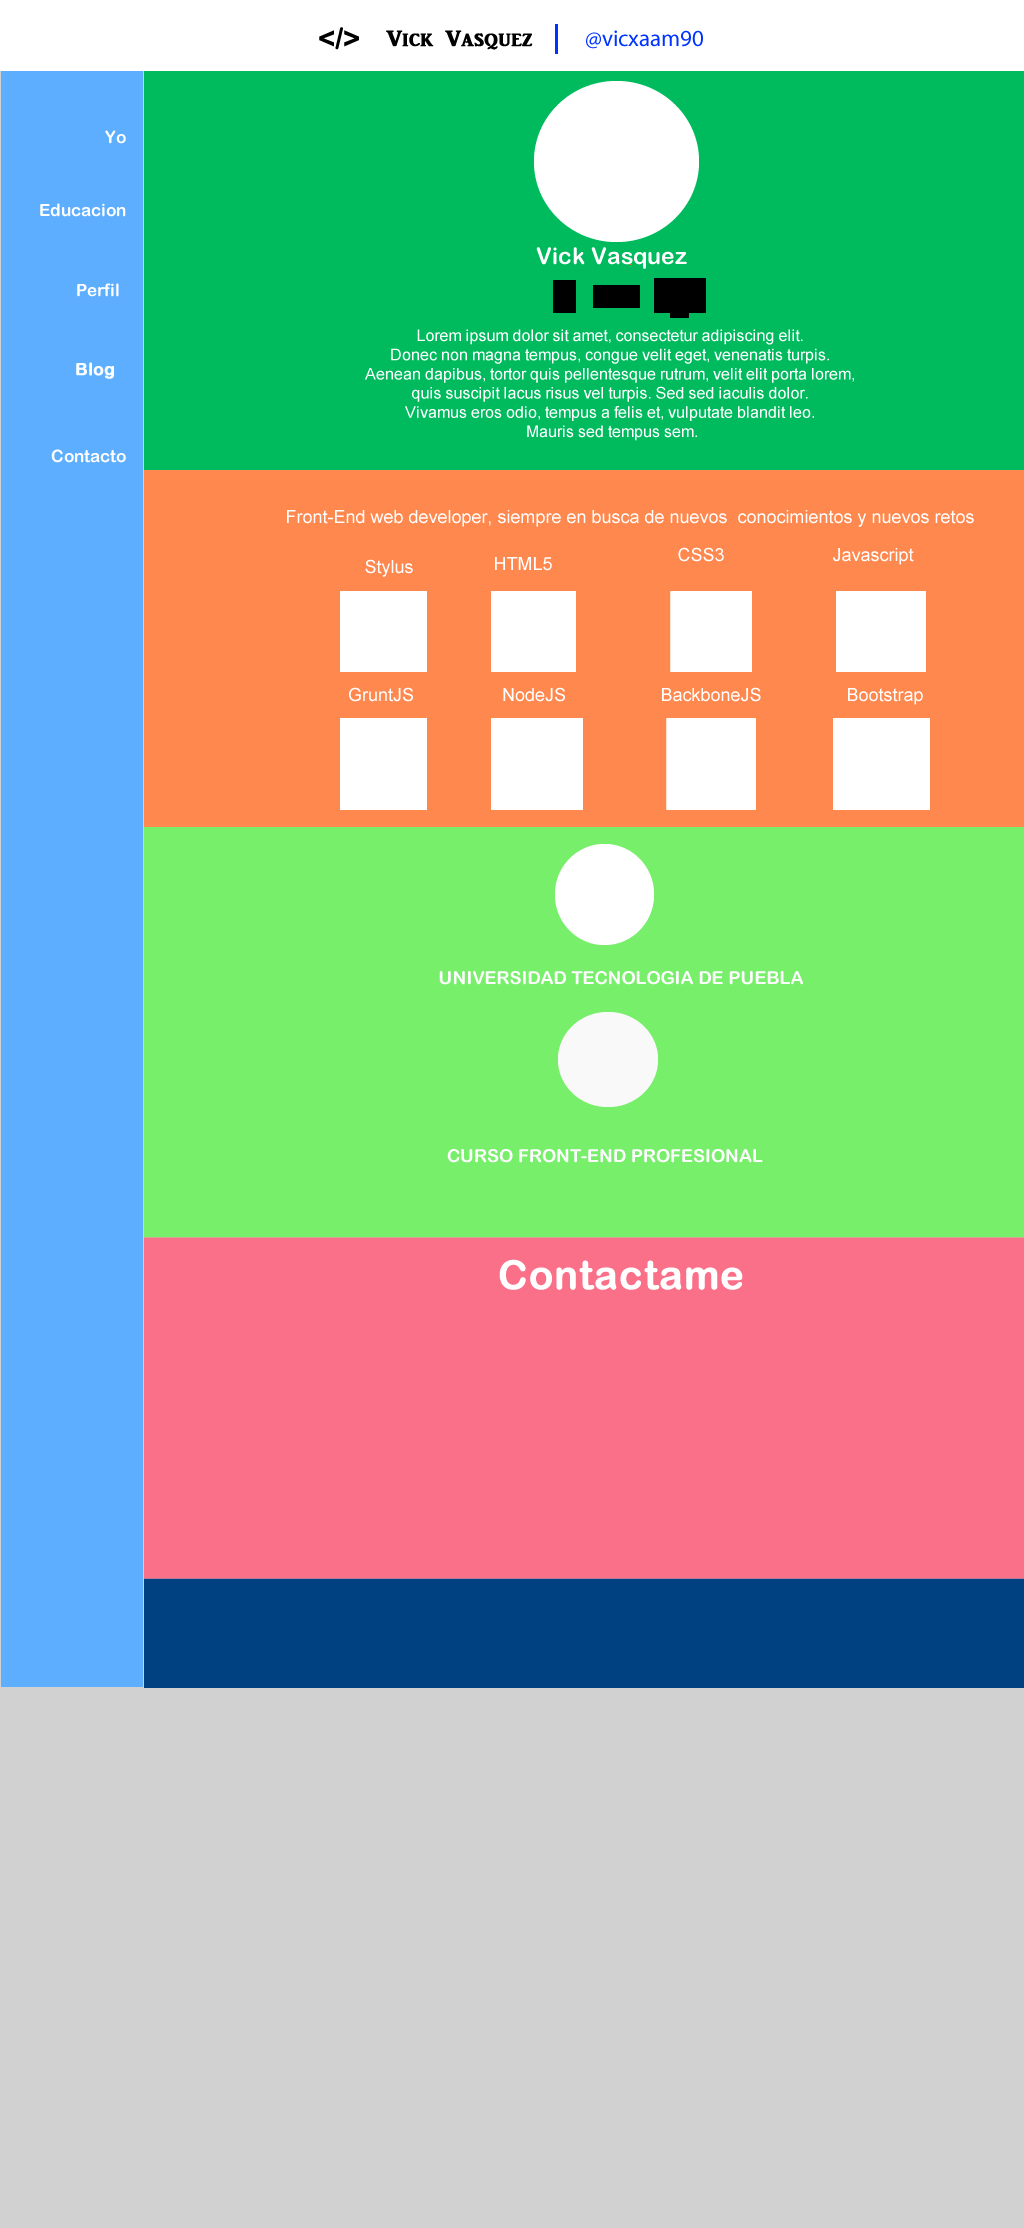 </> Vick Vasquez | @vicxaam90
Yo
Educacion
Perfil
Blog
Contacto
Vick Vasquez
Lorem ipsum dolor sit amet, consectetur adipiscing elit.
Donec non magna tempus, congue velit eget, venenatis turpis.
Aenean dapibus, tortor quis pellentesque rutrum, velit elit porta lorem,
quis suscipit lacus risus vel turpis. Sed sed iaculis dolor.
Vivamus eros odio, tempus a felis et, vulputate blandit leo.
Mauris sed tempus sem.
Front-End web developer, siempre en busca de nuevos  conocimientos y nuevos retos
Stylus HTML5 CSS3 Javascript
GruntJS NodeJS BackboneJS Bootstrap
UNIVERSIDAD TECNOLOGIA DE PUEBLA
CURSO FRONT-END PROFESIONAL
Contactame